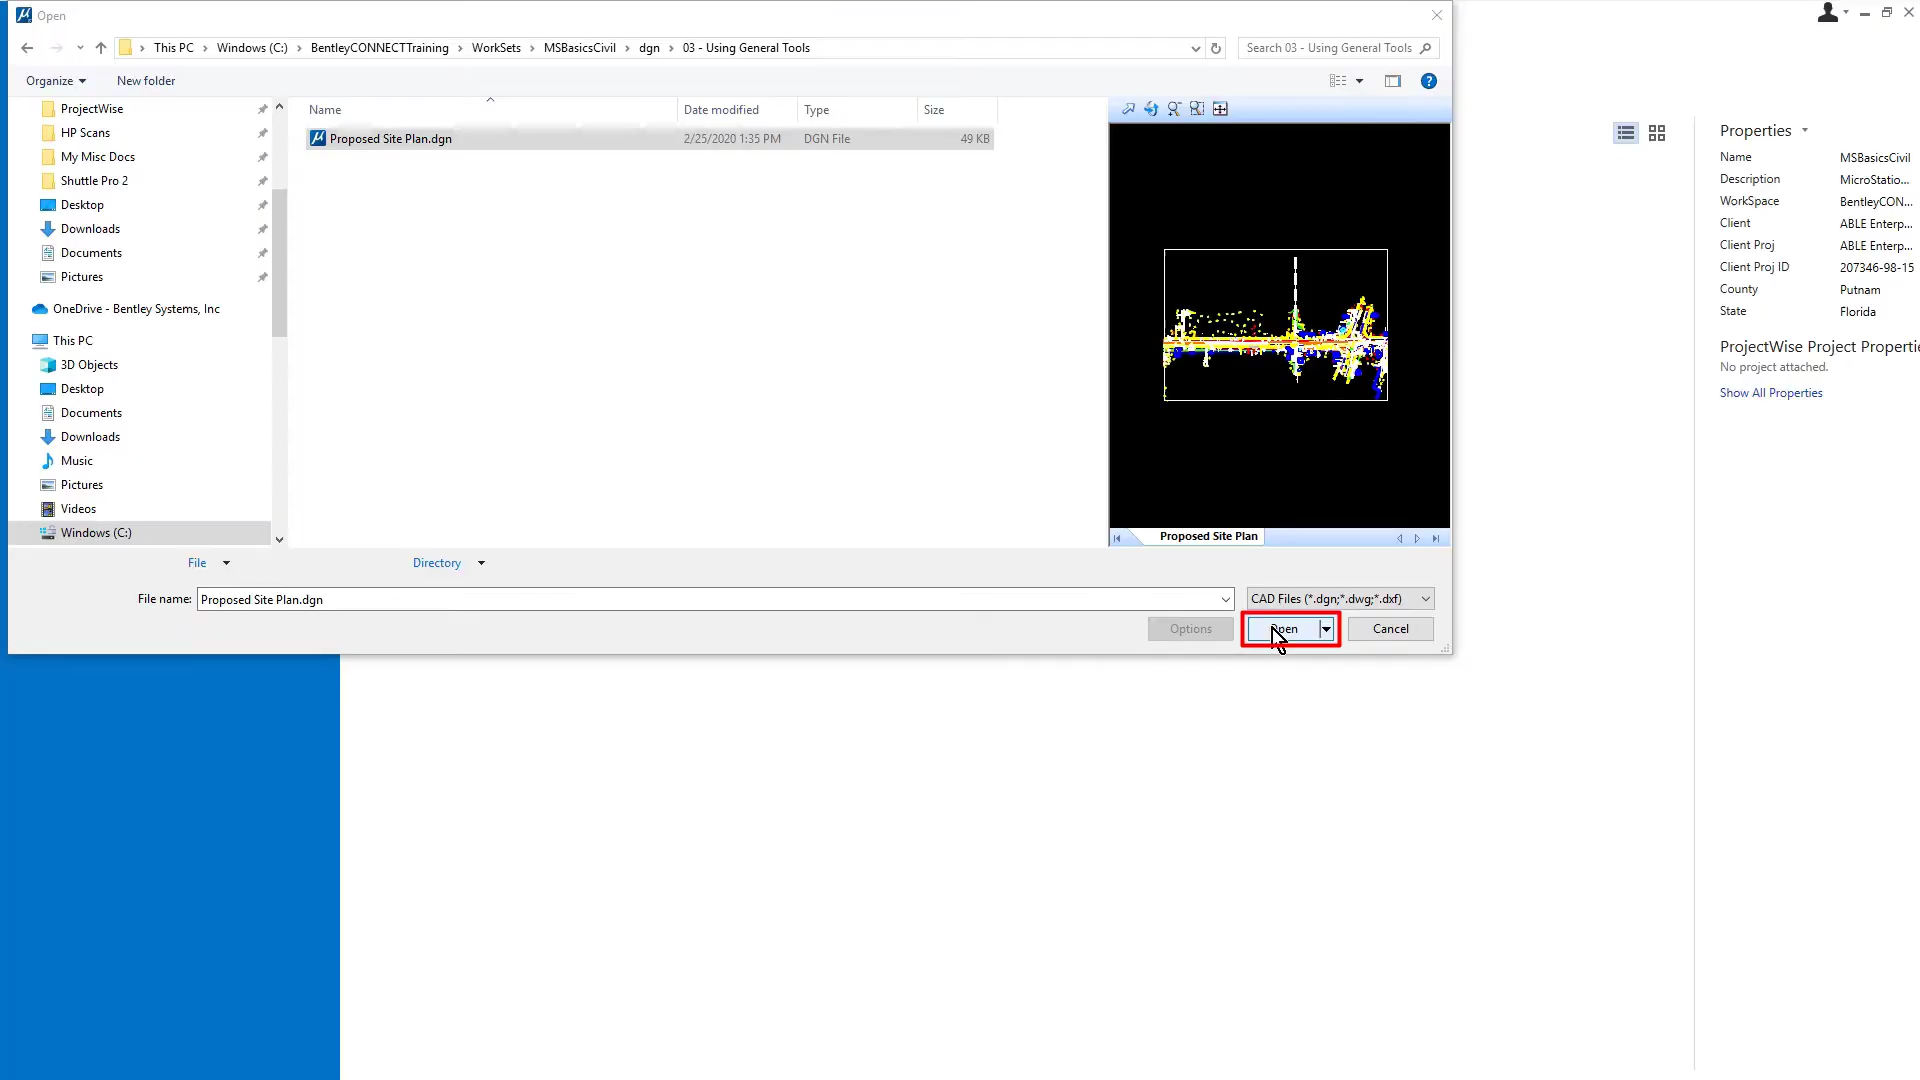 Open
This PC > Windows (C:) > BentleyCONNECTTraining > WorkSets > MSBasicsCivil > dgn > 03 - Using General Tools
Search 03 - Using General Tools
Organize
New folder
ProjectWise
HP Scans
My Misc Docs
Shuttle Pro 2
Desktop
Downloads
Documents
Pictures
OneDrive - Bentley Systems, Inc
This PC
3D Objects
Desktop
Documents
Downloads
Music
Pictures
Videos
Windows (C:)
Name Date modified Type Size
Proposed Site Plan.dgn 2/25/2020 1:35 PM DGN File 49 KB
Proposed Site Plan
File Directory
File name: Proposed Site Plan.dgn CAD Files (*.dgn;*.dwg;*.dxf)
Options Open Cancel
Properties
Name MSBasicsCivil
Description MicroStatio...
WorkSpace BentleyCON...
Client ABLE Enterp...
Client Proj ABLE Enterp...
Client Proj ID 207346-98-15
County Putnam
State Florida
ProjectWise Project Propertie
No project attached.
Show All Properties